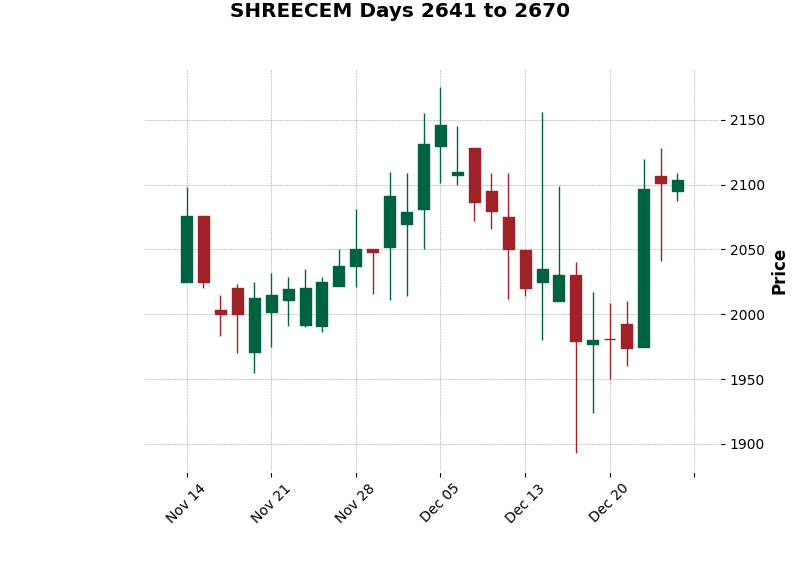 SHREECEM Days 2641 to 2670
2150
2100
2050
2000
1950
1900
Price
Nov 14
Nov 21
Nov 28
Dec 05
Dec 13
Dec 20